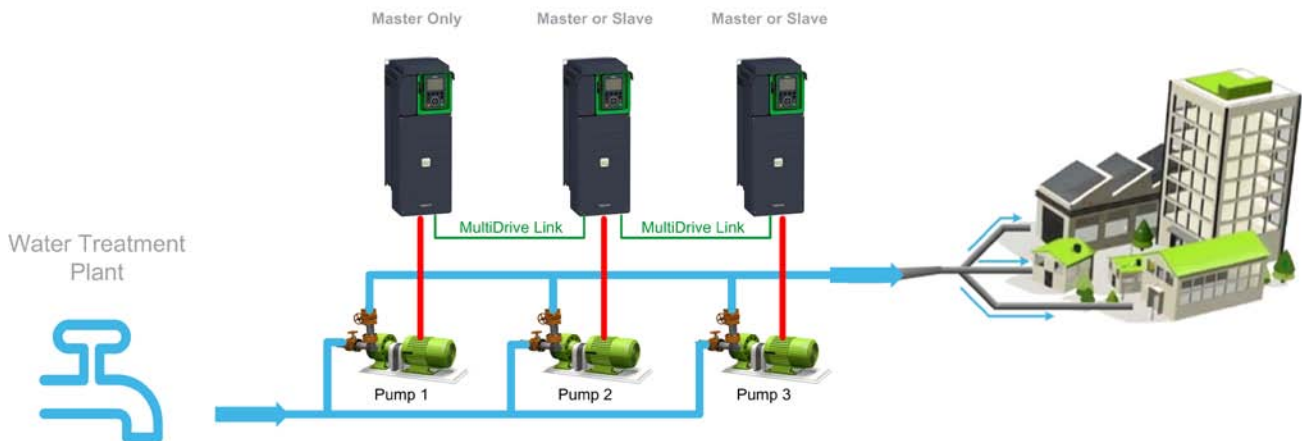 Master Only
Master or Slave
Master or Slave
MultiDrive Link
MultiDrive Link
Water Treatment
Plant
Pump 1
Pump 2
Pump 3